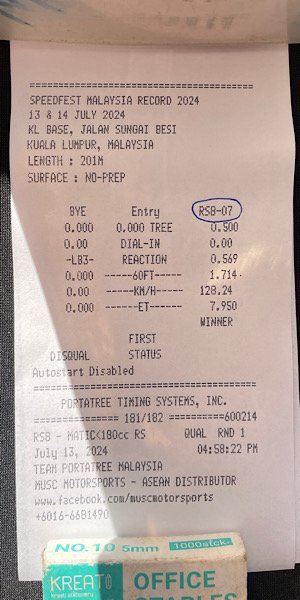 ==========================================
SPEEDFEST MALAYSIA RECORD 2024
13 & 14 JULY 2024
KL BASE, JALAN SUNGAI BESI
KUALA LUMPUR, MALAYSIA
LENGTH : 201M
SURFACE : NO-PREP
BYE Entry RSB-07
0.000 0.000 TREE 0.500
0.00 DIAL-IN 0.00
-LB3- REACTION 0.569
0.000 ------60FT------ 1.714
0.00 ------KM/H------ 128.24
0.000 -------ET------- 7.950
WINNER
FIRST
DISQUAL STATUS
Autostart Disabled
==========================================
PORTATREE TIMING SYSTEMS, INC.
================ 181/182 ==========600214
RSB - MATIC<180cc RS QUAL RND 1
July 13, 2024 04:58:22 PM
TEAM PORTATREE MALAYSIA
MUSC MOTORSPORTS - ASEAN DISTRIBUTOR
www.facebook.com/muscmotorsports
+6016-6681490
NO.10 5mm 1000stck.
KREATO OFFICE
kreati stationery
STAPLES